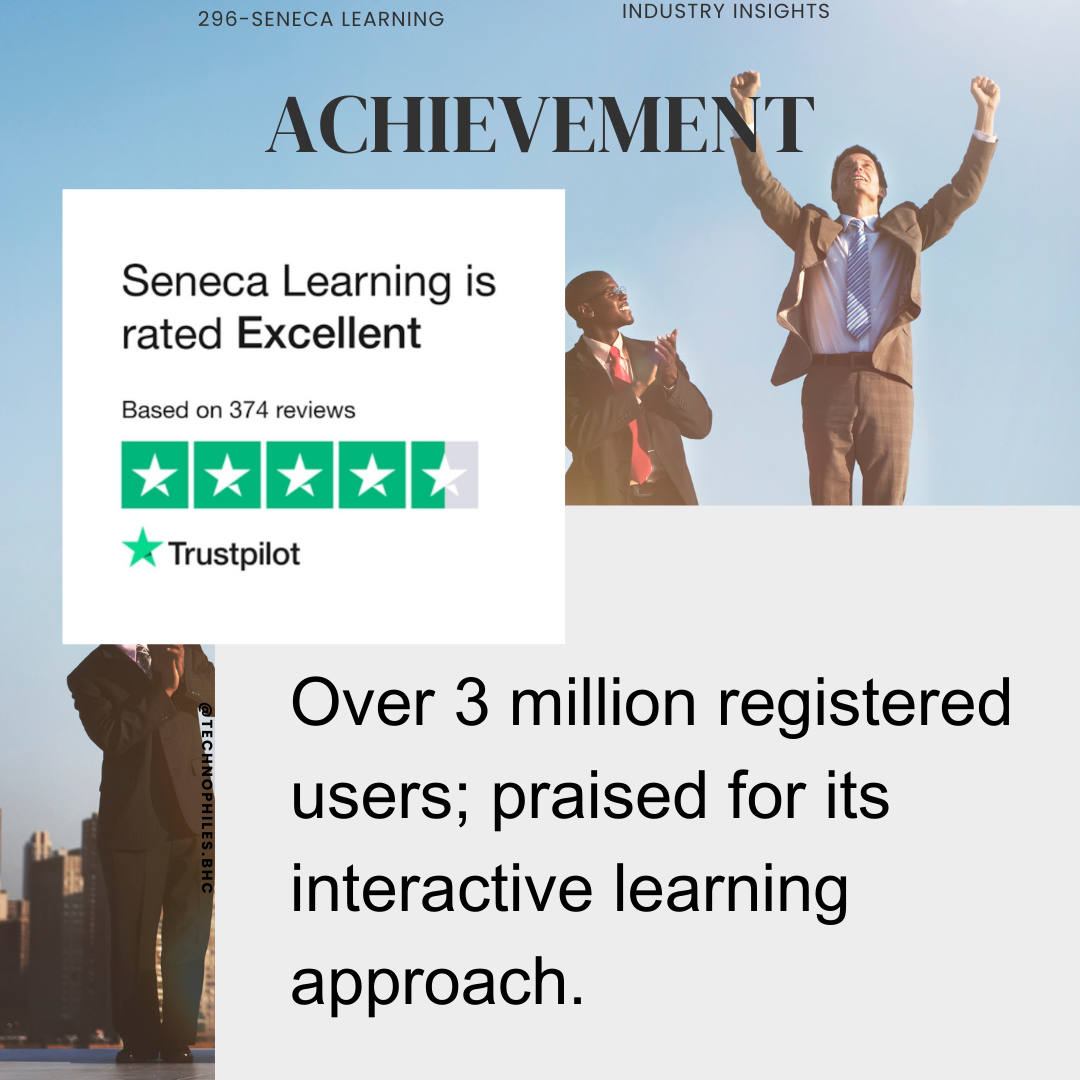 296-SENECA LEARNING
INDUSTRY INSIGHTS
ACHIEVEMENT
Seneca Learning is
rated Excellent
Based on 374 reviews
Trustpilot
@TECHNOPHILES.BHC
Over 3 million registered
users; praised for its
interactive learning
approach.